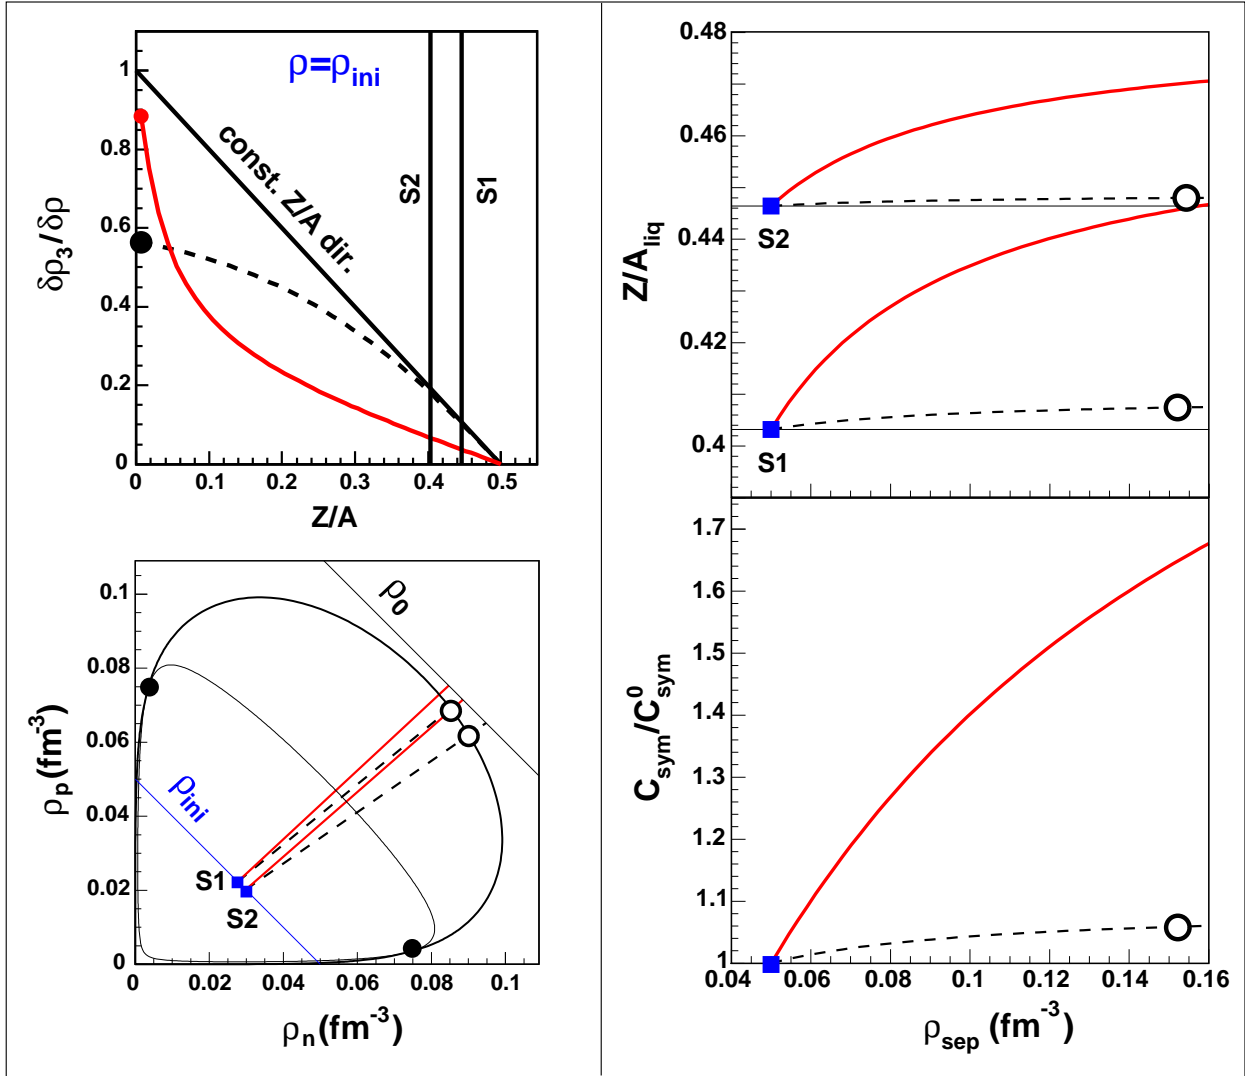 ρ=ρini
1
0.8
0.6
0.4
0.2
0
δρ3/δρ
const. Z/A dir.
S2
S1
0 0.1 0.2 0.3 0.4 0.5
Z/A
0.1
0.08
0.06
0.04
0.02
0
ρp(fm-3)
ρ0
ρini
S1
S2
0 0.02 0.04 0.06 0.08 0.1
ρn(fm-3)
0.48
0.46
0.44
0.42
0.4
Z/Aliq
S2
S1
1.7
1.6
1.5
1.4
1.3
1.2
1.1
1
Csym/C0sym
0.04 0.06 0.08 0.1 0.12 0.14 0.16
ρsep (fm-3)